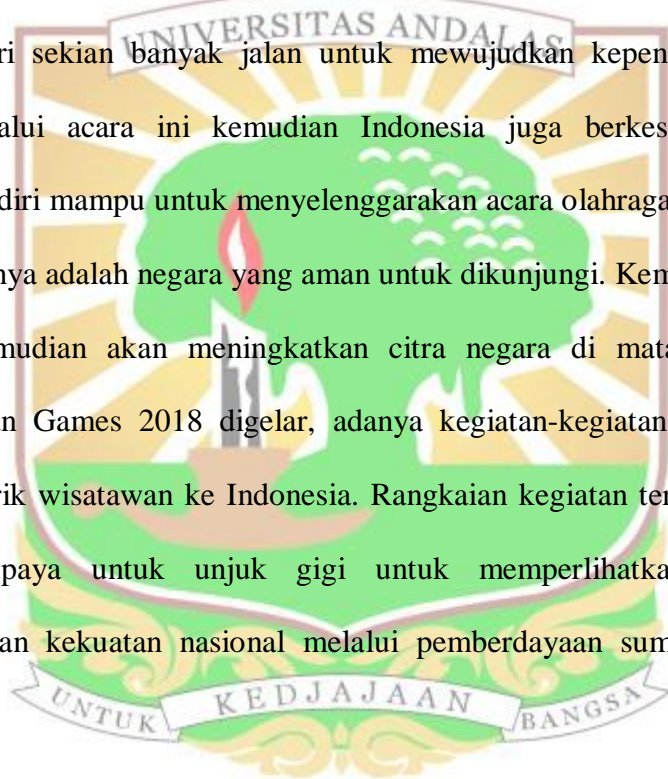 UNIVERSITAS ANDALAS
ri sekian banyak jalan untuk mewujudkan kepen
alui acara ini kemudian Indonesia juga berkes
diri mampu untuk menyelenggarakan acara olahraga
nya adalah negara yang aman untuk dikunjungi. Kem
mudian akan meningkatkan citra negara di mata
n Games 2018 digelar, adanya kegiatan-kegiatan
rik wisatawan ke Indonesia. Rangkaian kegiatan ter
paya untuk unjuk gigi untuk memperlihatka
an kekuatan nasional melalui pemberdayaan sum
UNTUK KEDJAJAAN BANGSA